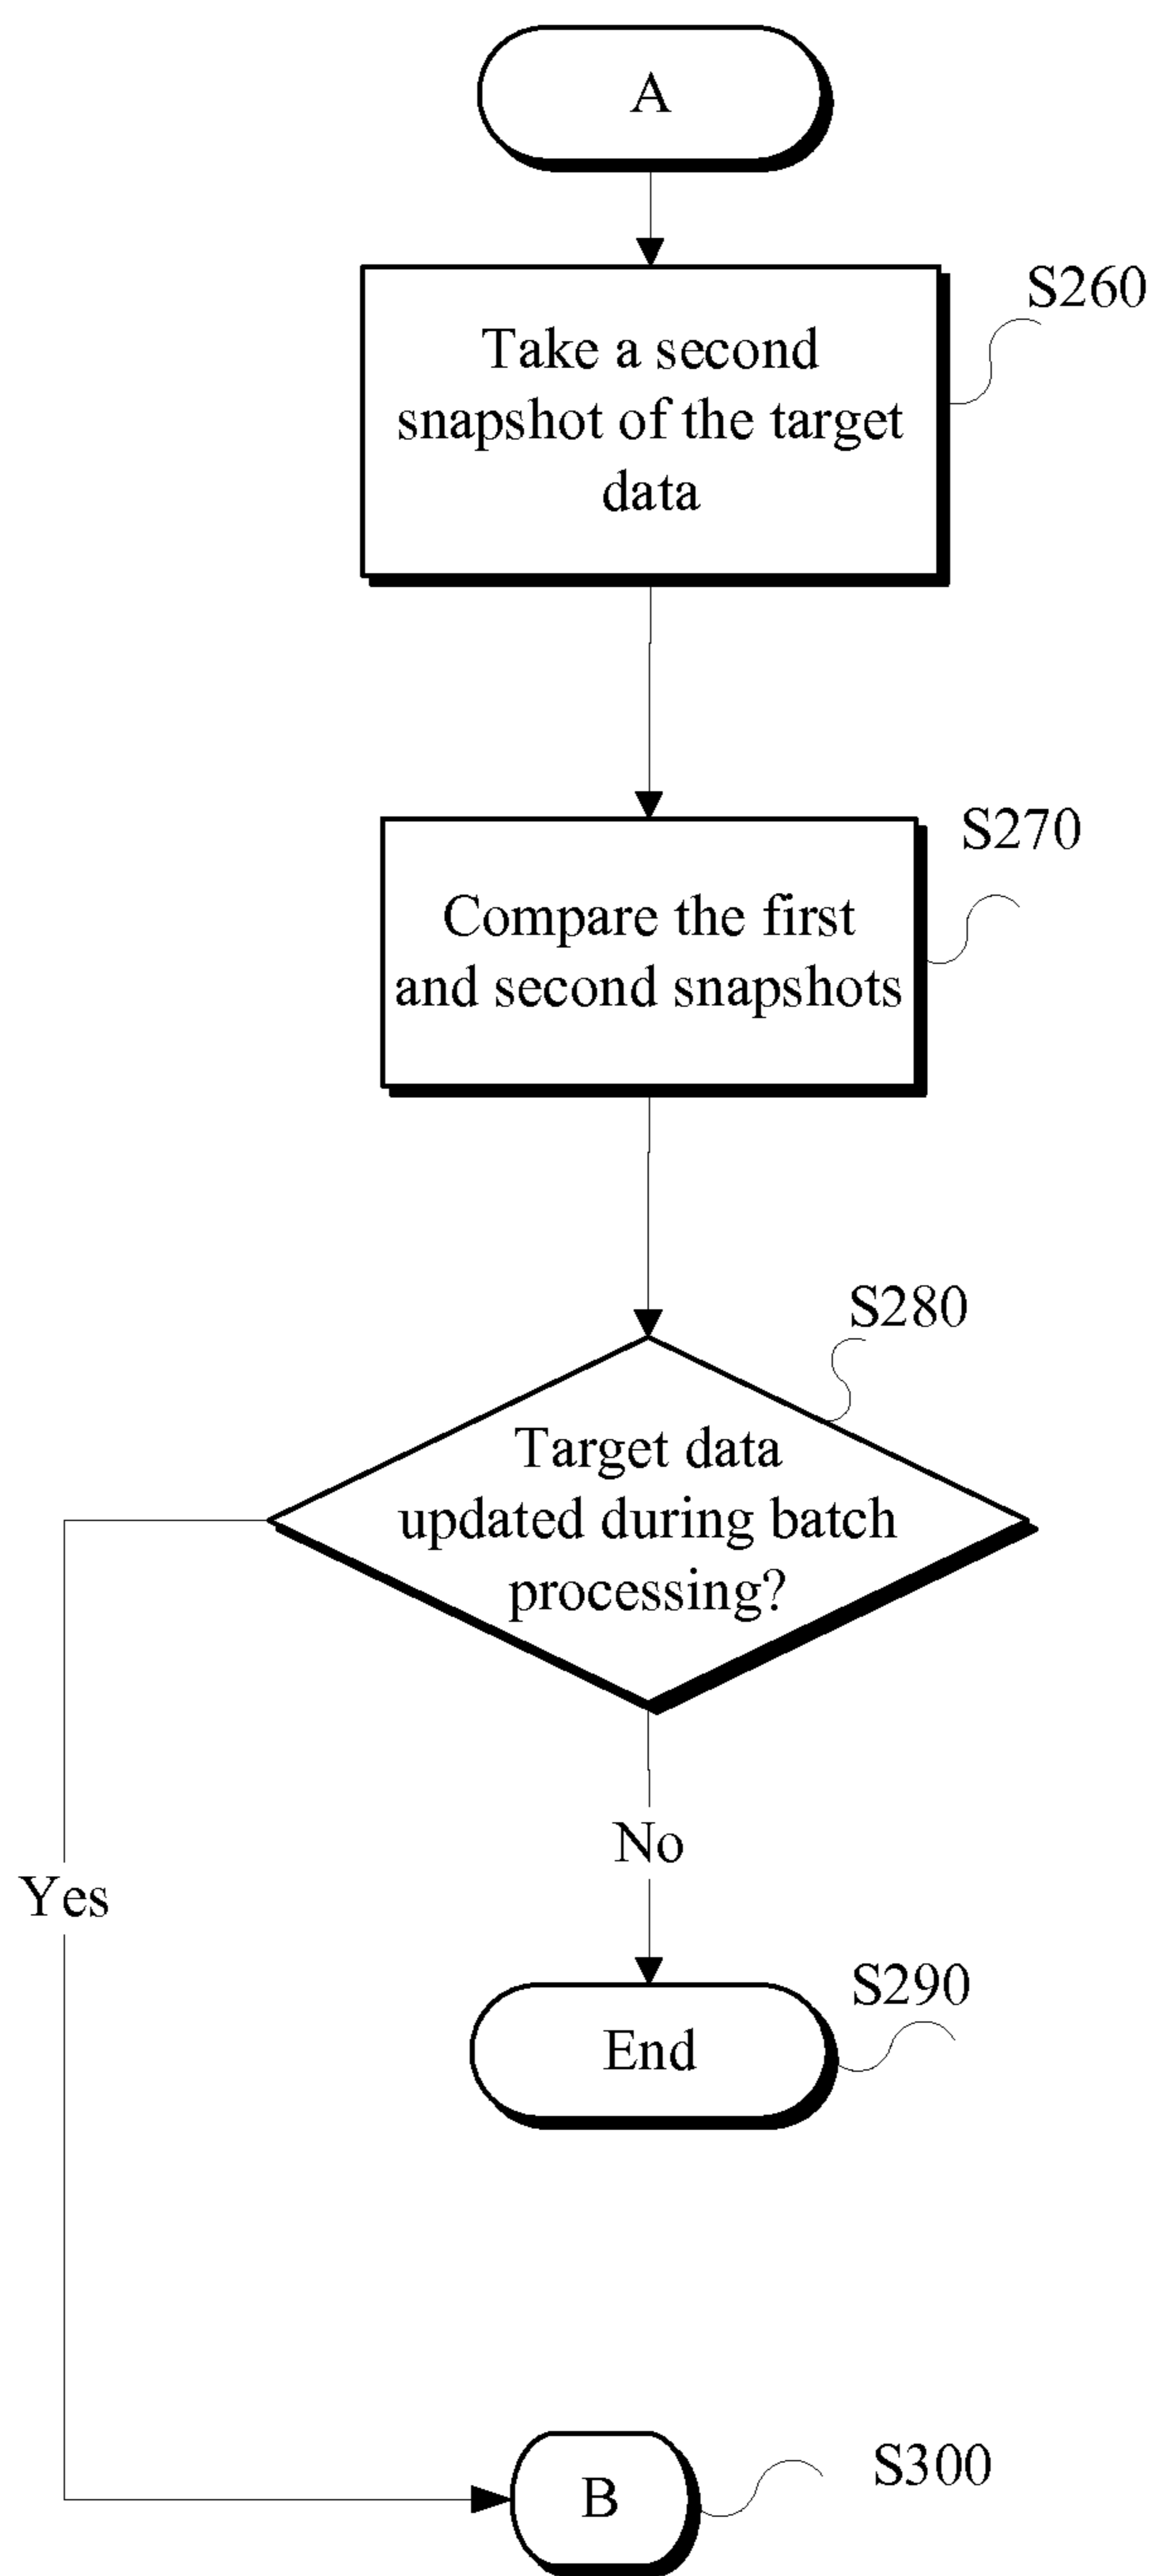 A
S260
Take a second
snapshot of the target
data
S270
Compare the first
and second snapshots
S280
Target data
updated during batch
processing?
No
Yes
S290
End
S300
B